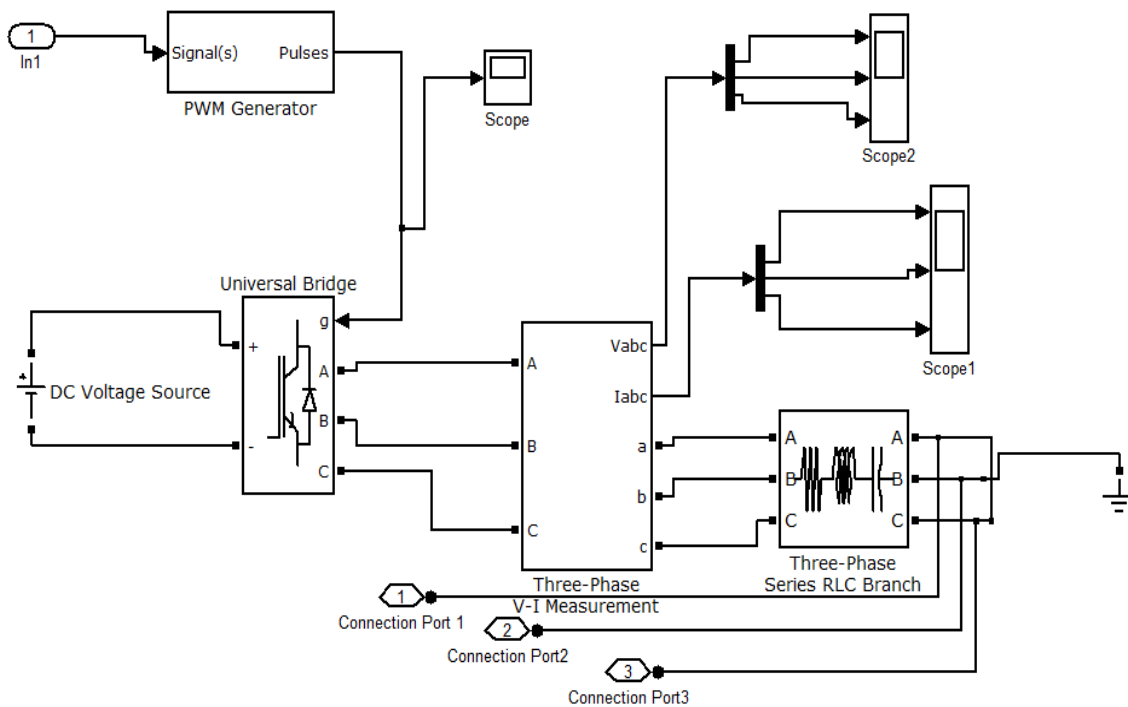 1
In1
Signal(s) Pulses
PWM Generator
Scope
Scope2
Scope1
Universal Bridge
g
+
A
B
-
C
+
DC Voltage Source
Vabc
Iabc
A
B
C
a
b
c
A A
B B
C C
Three-Phase
V-I Measurement
Three-Phase
Series RLC Branch
1
Connection Port 1
2
Connection Port2
3
Connection Port3